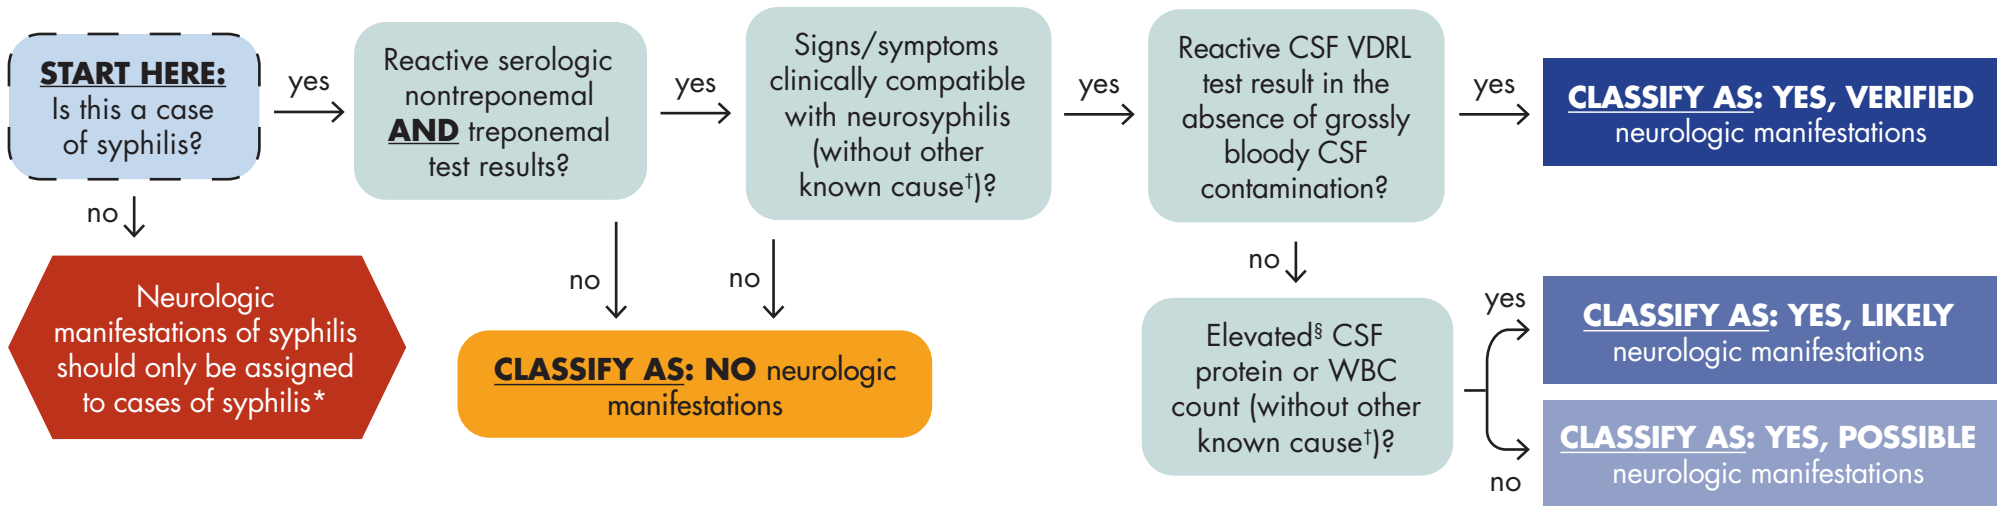 START HERE:
Is this a case
of syphilis?
yes
Reactive serologic
nontreponemal
AND treponemal
test results?
yes
Signs/symptoms
clinically compatible
with neurosyphilis
(without other
known cause†)?
yes
Reactive CSF VDRL
test result in the
absence of grossly
bloody CSF
contamination?
yes
CLASSIFY AS: YES, VERIFIED
neurologic manifestations
no
Neurologic
manifestations of syphilis
should only be assigned
to cases of syphilis*
no
no
CLASSIFY AS: NO neurologic
manifestations
no
Elevated§ CSF
protein or WBC
count (without other
known cause†)?
yes
CLASSIFY AS: YES, LIKELY
neurologic manifestations
no
CLASSIFY AS: YES, POSSIBLE
neurologic manifestations